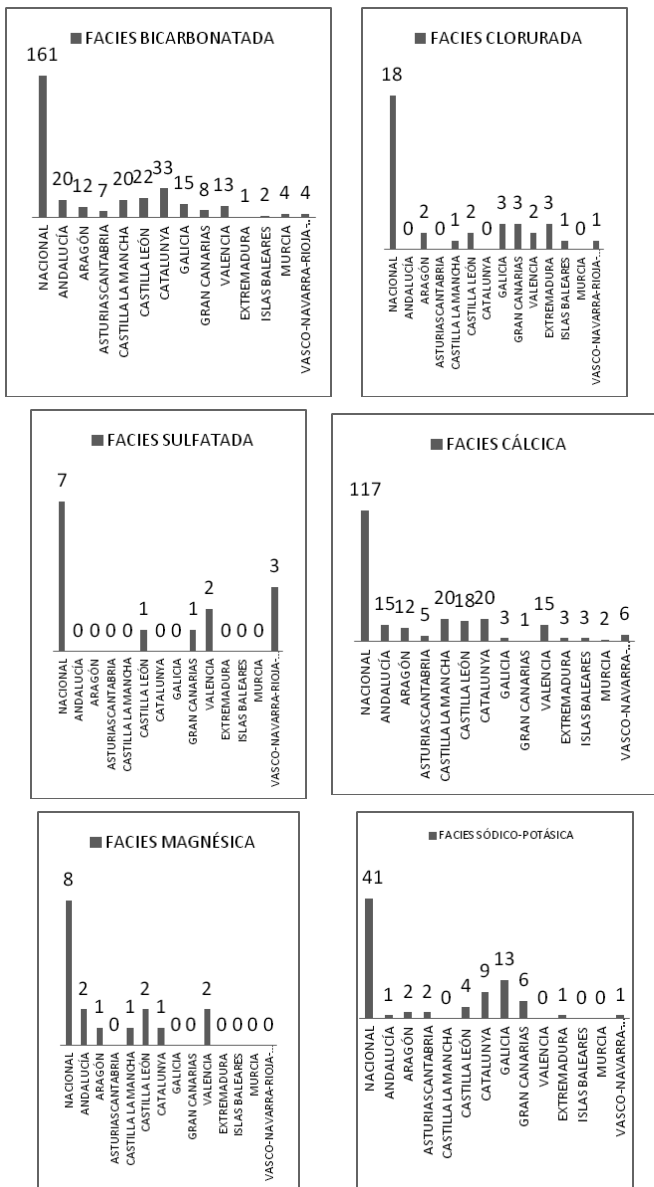 FACIES BICARBONATADA
161
20
12
7
20
22
33
15
8
13
1
2
4
4
NACIONAL
ANDALUCÍA
ARAGÓN
ASTURIASCANTABRIA
CASTILLA LA MANCHA
CASTILLA LEÓN
CATALUNYA
GALICIA
GRAN CANARIAS
VALENCIA
EXTREMADURA
ISLAS BALEARES
MURCIA
VASCO-NAVARRA-RIOJA-...
FACIES CLORURADA
18
0
2
0
1
2
0
3
3
2
3
1
0
1
NACIONAL
ANDALUCÍA
ARAGÓN
ASTURIASCANTABRIA
CASTILLA LA MANCHA
CASTILLA LEÓN
CATALUNYA
GALICIA
GRAN CANARIAS
VALENCIA
EXTREMADURA
ISLAS BALEARES
MURCIA
VASCO-NAVARRA-RIOJA-...
FACIES SULFATADA
7
0
0
0
0
1
0
0
1
2
0
0
0
3
NACIONAL
ANDALUCÍA
ARAGÓN
ASTURIASCANTABRIA
CASTILLA LA MANCHA
CASTILLA LEÓN
CATALUNYA
GALICIA
GRAN CANARIAS
VALENCIA
EXTREMADURA
ISLAS BALEARES
MURCIA
VASCO-NAVARRA-RIOJA-...
FACIES CÁLCICA
117
15
12
5
20
18
20
3
1
15
3
3
2
6
NACIONAL
ANDALUCÍA
ARAGÓN
ASTURIASCANTABRIA
CASTILLA LA MANCHA
CASTILLA LEÓN
CATALUNYA
GALICIA
GRAN CANARIAS
VALENCIA
EXTREMADURA
ISLAS BALEARES
MURCIA
VASCO-NAVARRA-...
FACIES MAGNÉSICA
8
2
1
0
1
2
1
0
0
2
0
0
0
0
NACIONAL
ANDALUCÍA
ARAGÓN
ASTURIASCANTABRIA
CASTILLA LA MANCHA
CASTILLA LEÓN
CATALUNYA
GALICIA
GRAN CANARIAS
VALENCIA
EXTREMADURA
ISLAS BALEARES
MURCIA
VASCO-NAVARRA-RIOJA-...
FACIES SÓDICO-POTÁSICA
41
1
2
2
0
4
9
13
6
0
1
0
0
1
NACIONAL
ANDALUCÍA
ARAGÓN
ASTURIASCANTABRIA
CASTILLA LA MANCHA
CASTILLA LEÓN
CATALUNYA
GALICIA
GRAN CANARIAS
VALENCIA
EXTREMADURA
ISLAS BALEARES
MURCIA
VASCO-NAVARRA-...